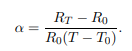 α = (R_T − R_0) / (R_0(T − T_0)).